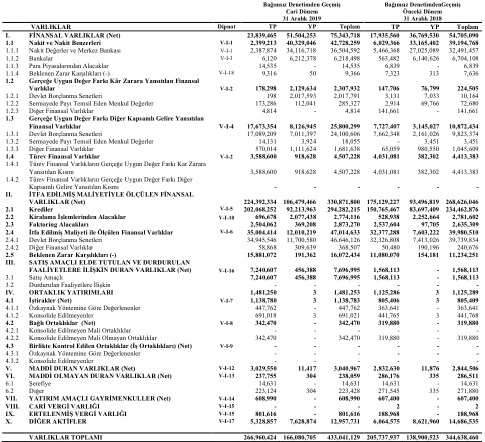 Bağımsız Denetimden Geçmiş Bağımsız DenetimdenGeçmiş
Cari Dönem Önceki Dönem
31 Aralık 2019 31 Aralık 2018
VARLIKLAR Dipnot TP YP Toplam TP YP Toplam
I. FİNANSAL VARLIKLAR (Net) 23,839,465 51,504,253 75,343,718 17,935,560 36,769,530 54,705,090
1.1 Nakit ve Nakit Benzerleri V-I-1 2,399,213 40,329,046 42,728,259 6,029,366 33,165,402 39,194,768
1.1.1 Nakit Değerler ve Merkez Bankası V-I-1 2,387,874 34,116,718 36,504,592 5,466,368 27,025,089 32,491,457
1.1.2 Bankalar V-I-3 6,120 6,212,378 6,218,498 563,482 6,140,626 6,704,108
1.1.3 Para Piyasalarından Alacaklar 14,535 - 14,535 6,839 - 6,839
1.1.4 Beklenen Zarar Karşılıkları (-) V-I-18 9,316 50 9,366 7,323 313 7,636
1.2 Gerçeğe Uygun Değer Farkı Kâr Zarara Yansıtılan Finansal
Varlıklar V-I-2 178,298 2,129,634 2,307,932 147,706 76,799 224,505
1.2.1 Devlet Borçlanma Senetleri 198 2,017,593 2,017,791 3,131 7,033 10,164
1.2.2 Sermayede Payı Temsil Eden Menkul Değerler 173,286 112,041 285,327 2,914 69,766 72,680
1.2.3 Diğer Finansal Varlıklar 4,814 - 4,814 141,661 - 141,661
1.3 Gerçeğe Uygun Değer Farkı Diğer Kapsamlı Gelire Yansıtılan
Finansal Varlıklar V-I-4 17,673,354 8,126,945 25,800,299 7,727,407 3,145,027 10,872,434
1.3.1 Devlet Borçlanma Senetleri 17,089,209 7,011,397 24,100,606 7,662,348 2,161,026 9,823,374
1.3.2 Sermayede Payı Temsil Eden Menkul Değerler 14,131 3,924 18,055 - 3,451 3,451
1.3.3 Diğer Finansal Varlıklar 570,014 1,111,624 1,681,638 65,059 980,550 1,045,609
1.4 Türev Finansal Varlıklar V-I-2 3,588,600 918,628 4,507,228 4,031,081 382,302 4,413,383
1.4.1 Türev Finansal Varlıkların Gerçeğe Uygun Değer Farkı Kar Zarara
Yansıtılan Kısmı 3,588,600 918,628 4,507,228 4,031,081 382,302 4,413,383
1.4.2 Türev Finansal Varlıkların Gerçeğe Uygun Değer Farkı Diğer
Kapsamlı Gelire Yansıtılan Kısmı - - - - - -
II. İTFA EDİLMİŞ MALİYETİYLE ÖLÇÜLEN FİNANSAL
VARLIKLAR (Net) 224,392,334 106,479,466 330,871,800 175,129,227 93,496,819 268,626,046
2.1 Krediler V-I-5 202,068,252 92,213,963 294,282,215 150,765,467 83,697,409 234,462,876
2.2 Kiralama İşlemlerinden Alacaklar V-I-10 696,678 2,077,438 2,774,116 528,938 2,252,664 2,781,602
2.3 Faktoring Alacakları 2,504,062 369,208 2,873,270 2,537,604 97,705 2,635,309
2.4 İtfa Edilmiş Maliyeti ile Ölçülen Finansal Varlıklar V-I-6 35,004,414 12,010,219 47,014,633 32,377,288 7,603,222 39,980,510
2.4.1 Devlet Borçlanma Senetleri 34,945,546 11,700,580 46,646,126 32,326,808 7,413,026 39,739,834
2.4.2 Diğer Finansal Varlıklar 58,868 309,639 368,507 50,480 190,196 240,676
2.5 Beklenen Zarar Karşılıkları (-) 15,881,072 191,362 16,072,434 11,080,070 154,181 11,234,251
III. SATIŞ AMAÇLI ELDE TUTULAN VE DURDURULAN
FAALİYETLERE İLİŞKİN DURAN VARLIKLAR (Net) V-I-16 7,240,607 456,388 7,696,995 1,568,113 - 1,568,113
3.1 Satış Amaçlı 7,240,607 456,388 7,696,995 1,568,113 - 1,568,113
3.2 Durdurulan Faaliyetlere İlişkin - - - - - -
IV. ORTAKLIK YATIRIMLARI 1,481,250 3 1,481,253 1,125,286 3 1,125,289
4.1 İştirakler (Net) V-I-7 1,138,780 3 1,138,783 805,406 3 805,409
4.1.1 Özkaynak Yöntemine Göre Değerlenenler 447,762 - 447,762 363,641 - 363,641
4.1.2 Konsolide Edilmeyenler 691,018 3 691,021 441,765 3 441,768
4.2 Bağlı Ortaklıklar (Net) V-I-8 342,470 - 342,470 319,880 - 319,880
4.2.1 Konsolide Edilmeyen Mali Ortaklıklar - - - - - -
4.2.2 Konsolide Edilmeyen Mali Olmayan Ortaklıklar 342,470 - 342,470 319,880 - 319,880
4.3 Birlikte Kontrol Edilen Ortaklıklar (İş Ortaklıkları) (Net) V-I-9 - - - - - -
4.3.1 Özkaynak Yöntemine Göre Değerlenenler - - - - - -
4.3.2 Konsolide Edilmeyenler - - - - - -
V. MADDİ DURAN VARLIKLAR (Net) V-I-12 3,029,550 11,417 3,040,967 2,832,630 11,874 2,844,506
VI. MADDİ OLMAYAN DURAN VARLIKLAR (Net) V-I-13 237,755 304 238,059 286,176 335 286,511
6.1 Şerefiye 14,631 - 14,631 14,631 - 14,631
6.2 Diğer 223,124 304 223,428 271,545 335 271,880
VII. YATIRIM AMAÇLI GAYRİMENKULLER (Net) V-I-14 608,990 - 608,990 607,400 - 607,400
VIII. CARİ VERGİ VARLIĞI V-I-15 - - - 2 - 2
IX. ERTELENMİŞ VERGİ VARLIĞI V-I-15 801,616 - 801,616 188,968 - 188,968
X. DİĞER AKTİFLER V-I-17 5,328,857 7,628,874 12,957,731 6,064,575 8,621,960 14,686,535
VARLIKLAR TOPLAMI 266,960,424 166,080,705 433,041,129 205,737,937 138,900,523 344,638,460